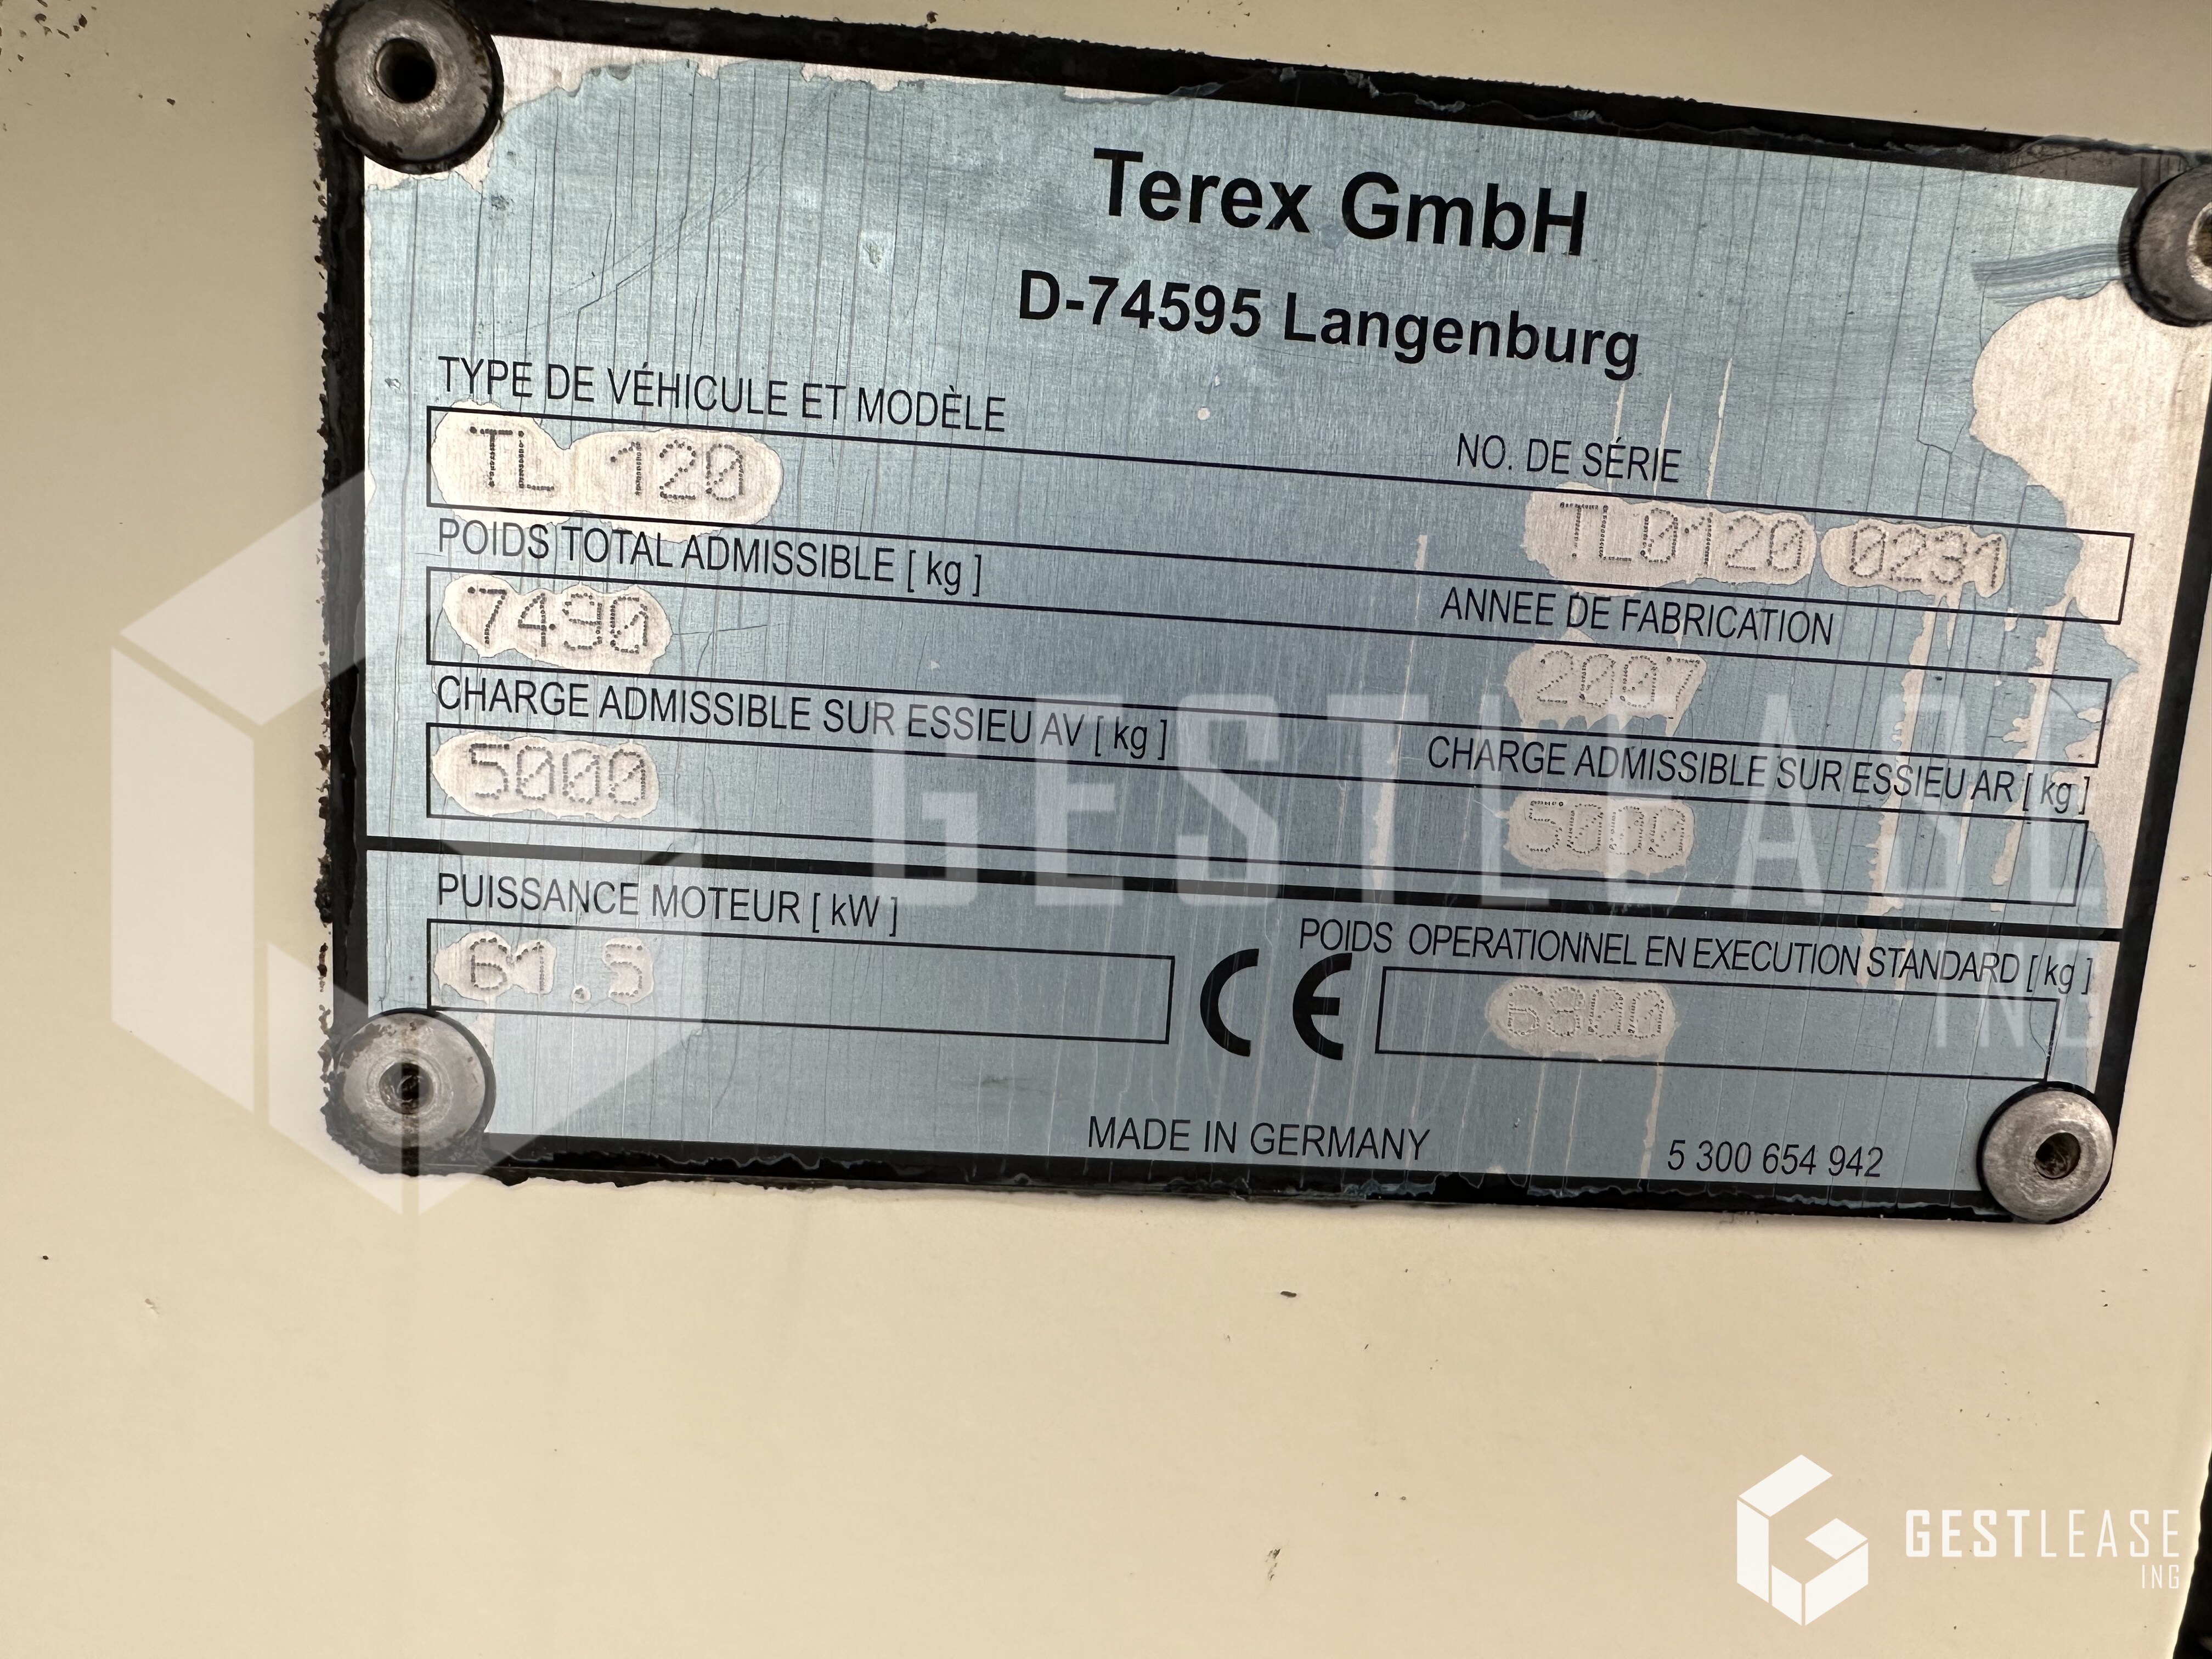 Terex GmbH
D-74595 Langenburg
TYPE DE VÉHICULE ET MODÈLE
NO. DE SÉRIE
TL 120
TL0120 0231
POIDS TOTAL ADMISSIBLE [ kg ]
ANNEE DE FABRICATION
7490
2007
CHARGE ADMISSIBLE SUR ESSIEU AV [ kg ]
CHARGE ADMISSIBLE SUR ESSIEU AR [ kg ]
5000
5000
PUISSANCE MOTEUR [ kW ]
POIDS OPERATIONNEL EN EXECUTION STANDARD [ kg ]
61.5
CE
6800
MADE IN GERMANY
5 300 654 942
GESTLEASE
ING
GESTLEASE
ING